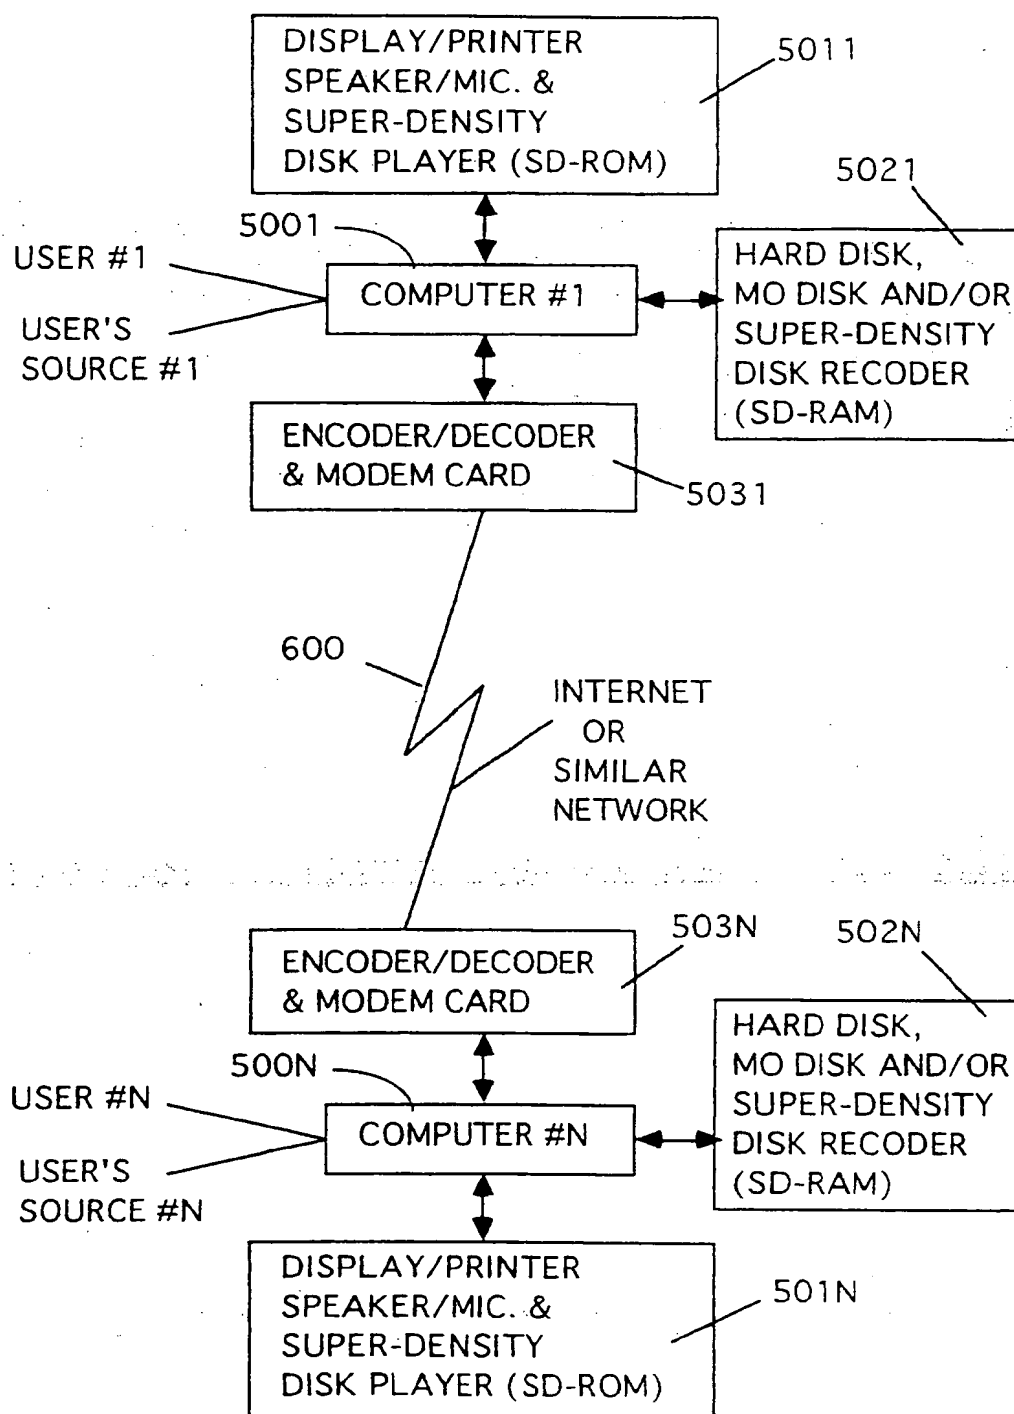 DISPLAY/PRINTER
SPEAKER/MIC. &
SUPER-DENSITY
DISK PLAYER (SD-ROM)
5011
5021
5001
USER #1
USER'S
SOURCE #1
COMPUTER #1
HARD DISK,
MO DISK AND/OR
SUPER-DENSITY
DISK RECODER
(SD-RAM)
ENCODER/DECODER
& MODEM CARD
5031
600
INTERNET
OR
SIMILAR
NETWORK
503N
502N
ENCODER/DECODER
& MODEM CARD
500N
USER #N
USER'S
SOURCE #N
COMPUTER #N
HARD DISK,
MO DISK AND/OR
SUPER-DENSITY
DISK RECODER
(SD-RAM)
DISPLAY/PRINTER
SPEAKER/MIC. &
SUPER-DENSITY
DISK PLAYER (SD-ROM)
501N